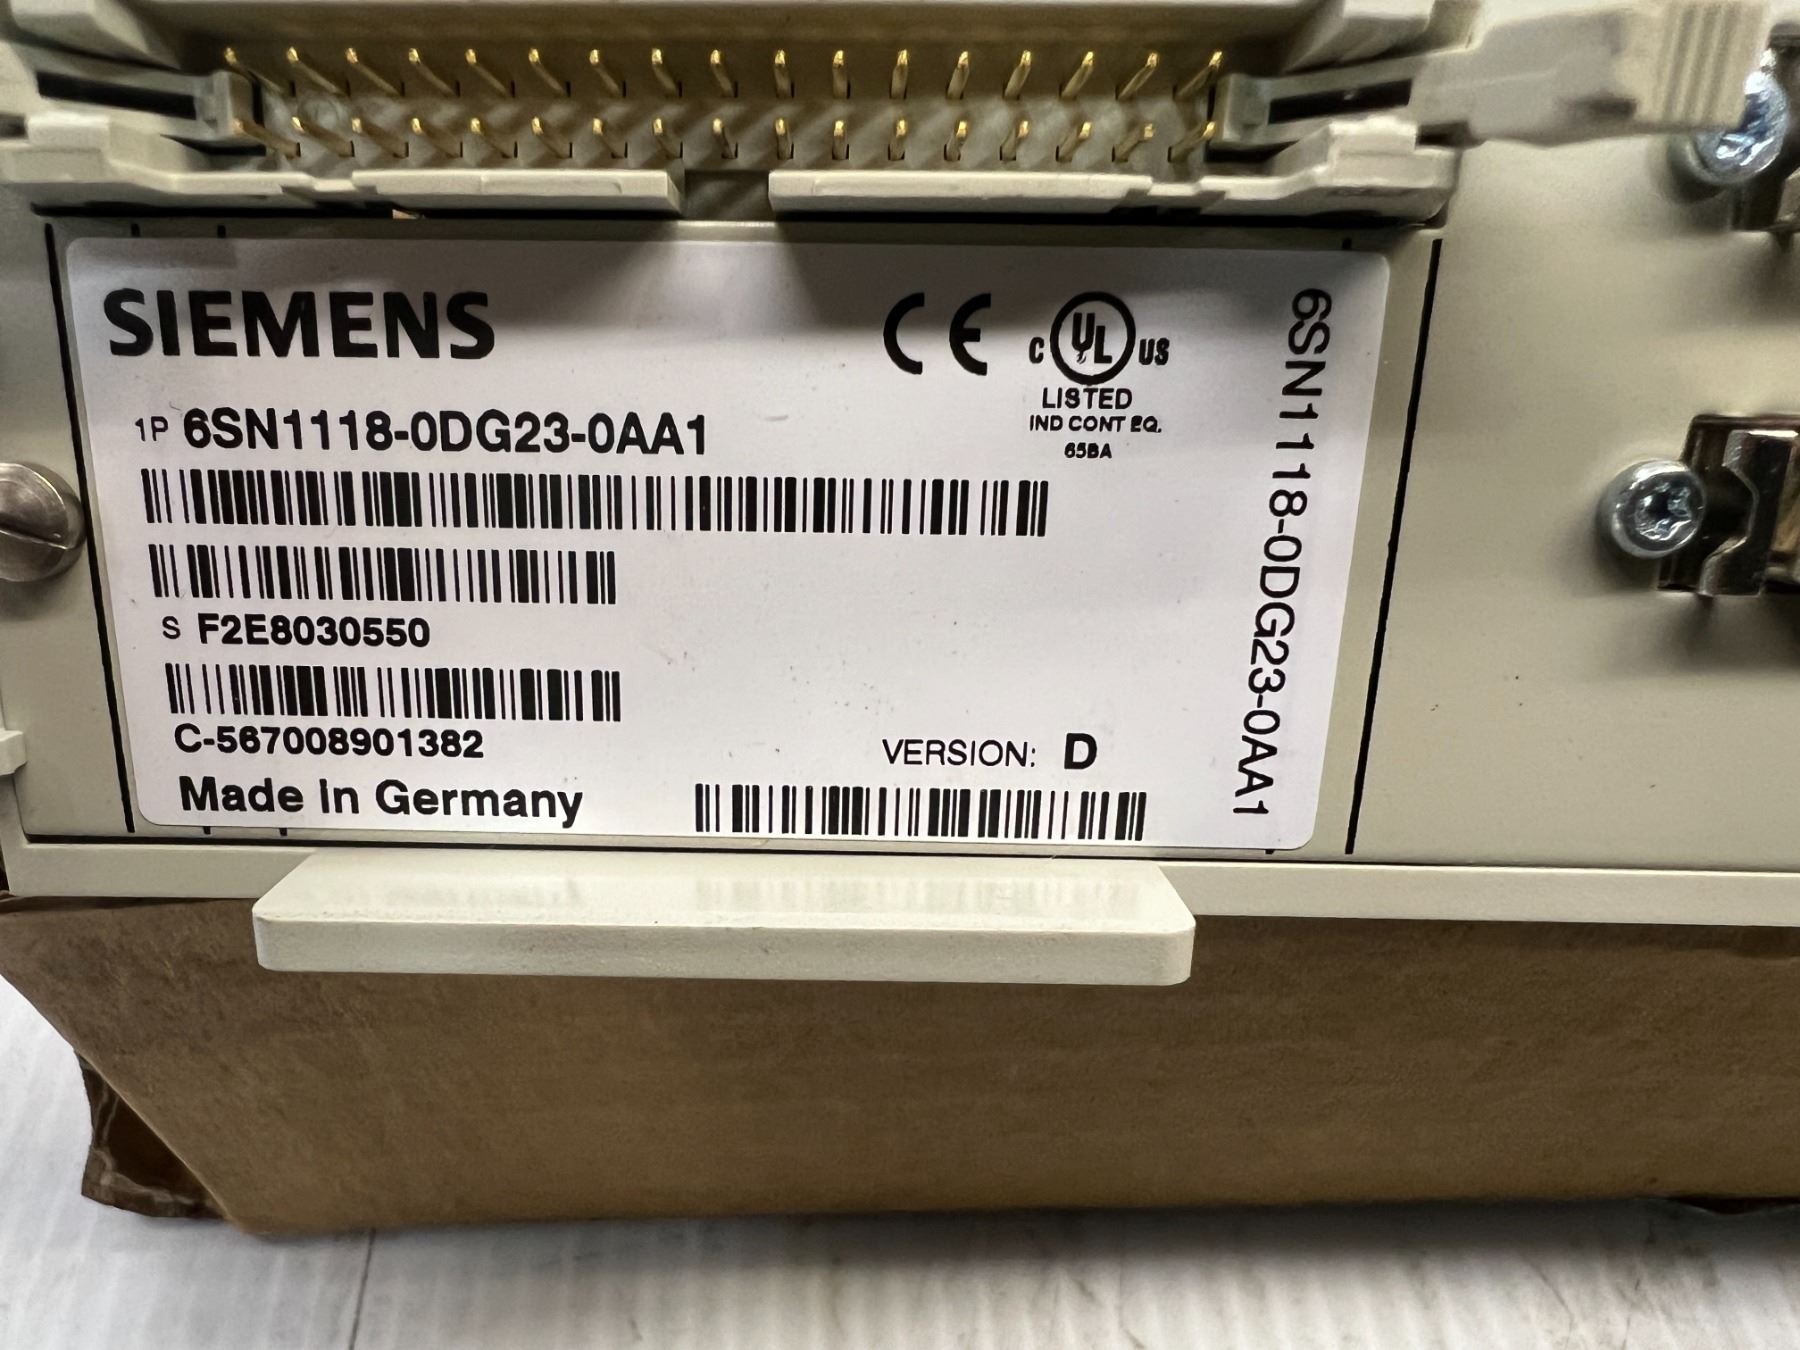 SIEMENS
CE
C UL US
LISTED
IND CONT EQ.
65BA
1P 6SN1118-0DG23-0AA1
S F2E8030550
C-567008901382
VERSION: D
Made in Germany
6SN1118-0DG23-0AA1